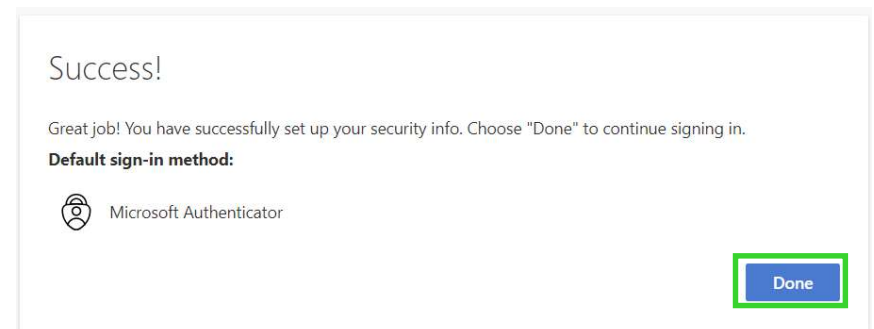 Success!
Great job! You have successfully set up your security info. Choose "Done" to continue signing in.
Default sign-in method:
Microsoft Authenticator
Done